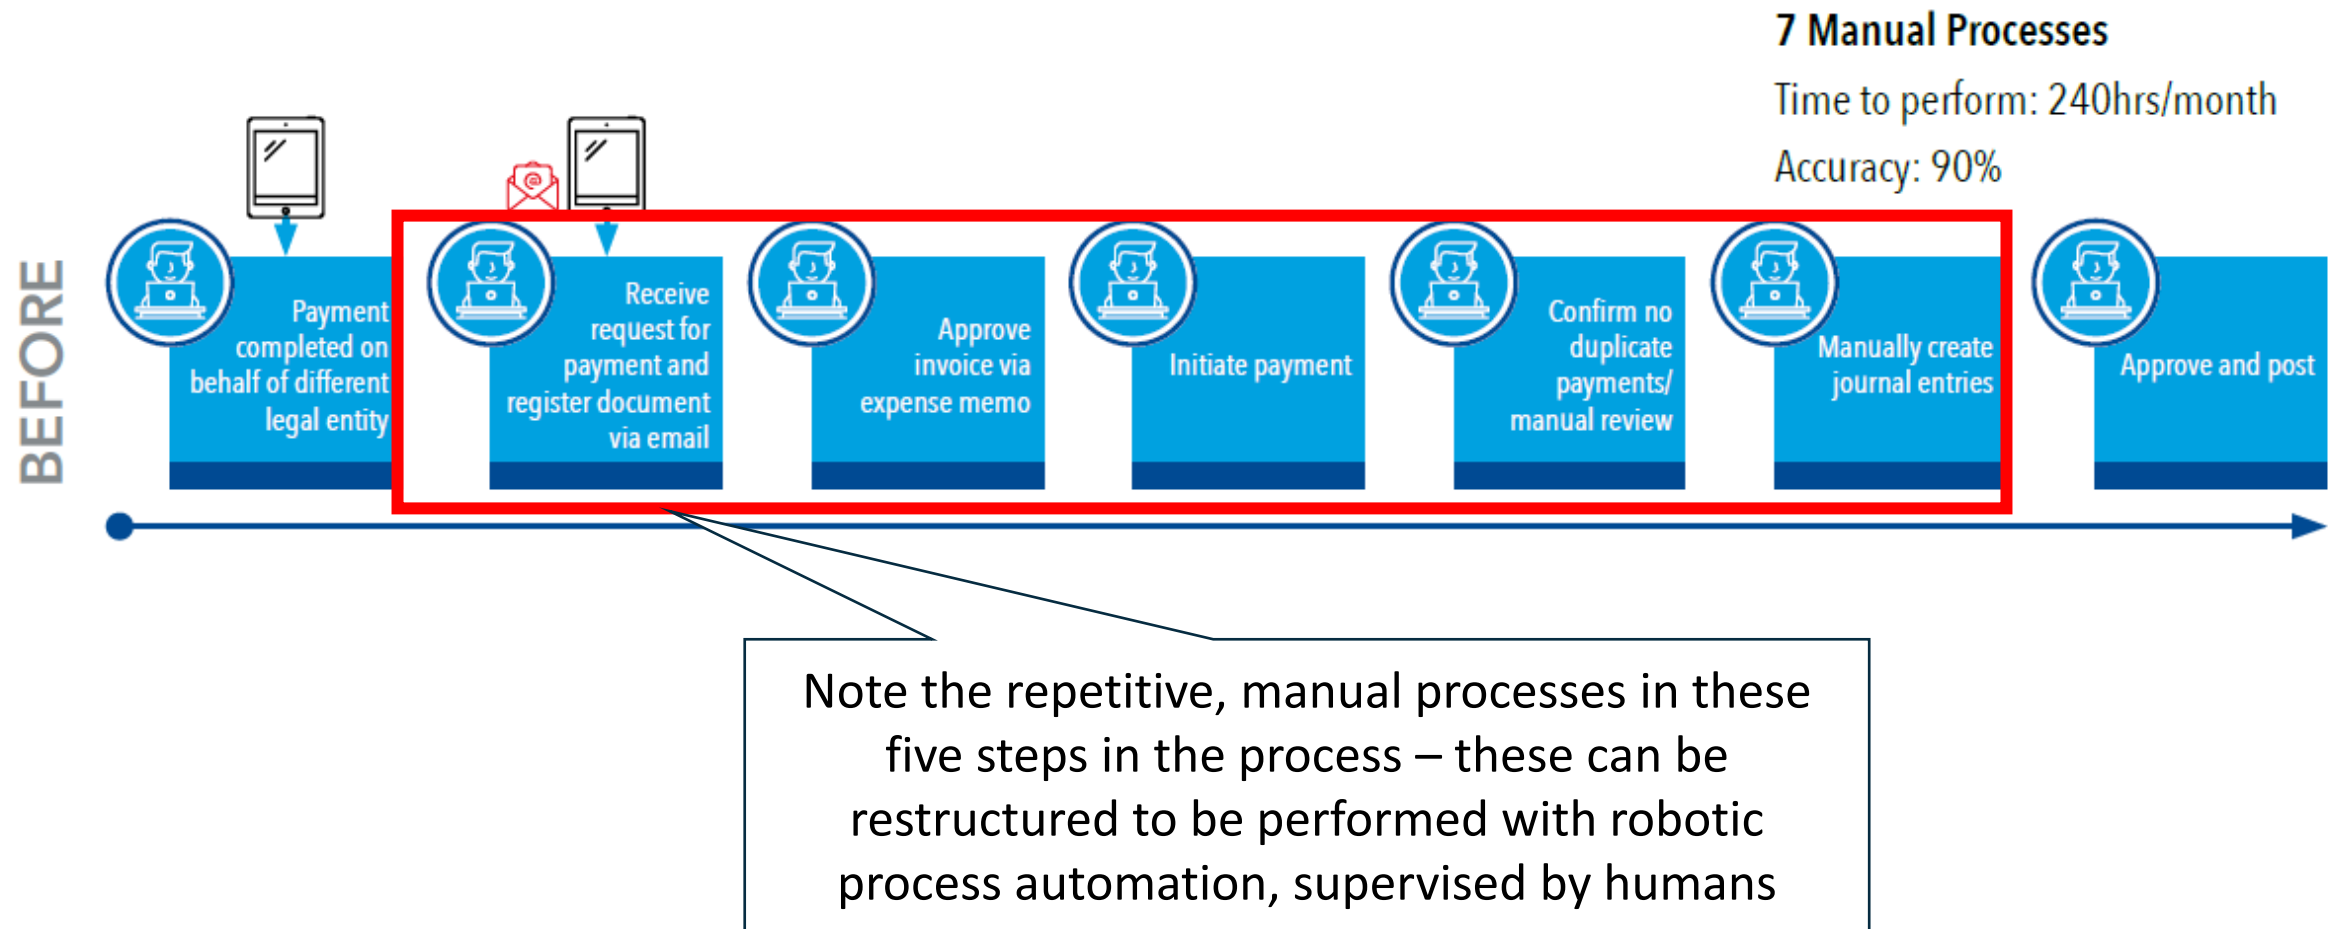 7 Manual Processes
Time to perform: 240hrs/month
Accuracy: 90%
BEFORE
Payment
completed on
behalf of different
legal entity
Receive
request for
payment and
register document
via email
Approve
invoice via
expense memo
Initiate payment
Confirm no
duplicate
payments/
manual review
Manually create
journal entries
Approve and post
Note the repetitive, manual processes in these
five steps in the process – these can be
restructured to be performed with robotic
process automation, supervised by humans